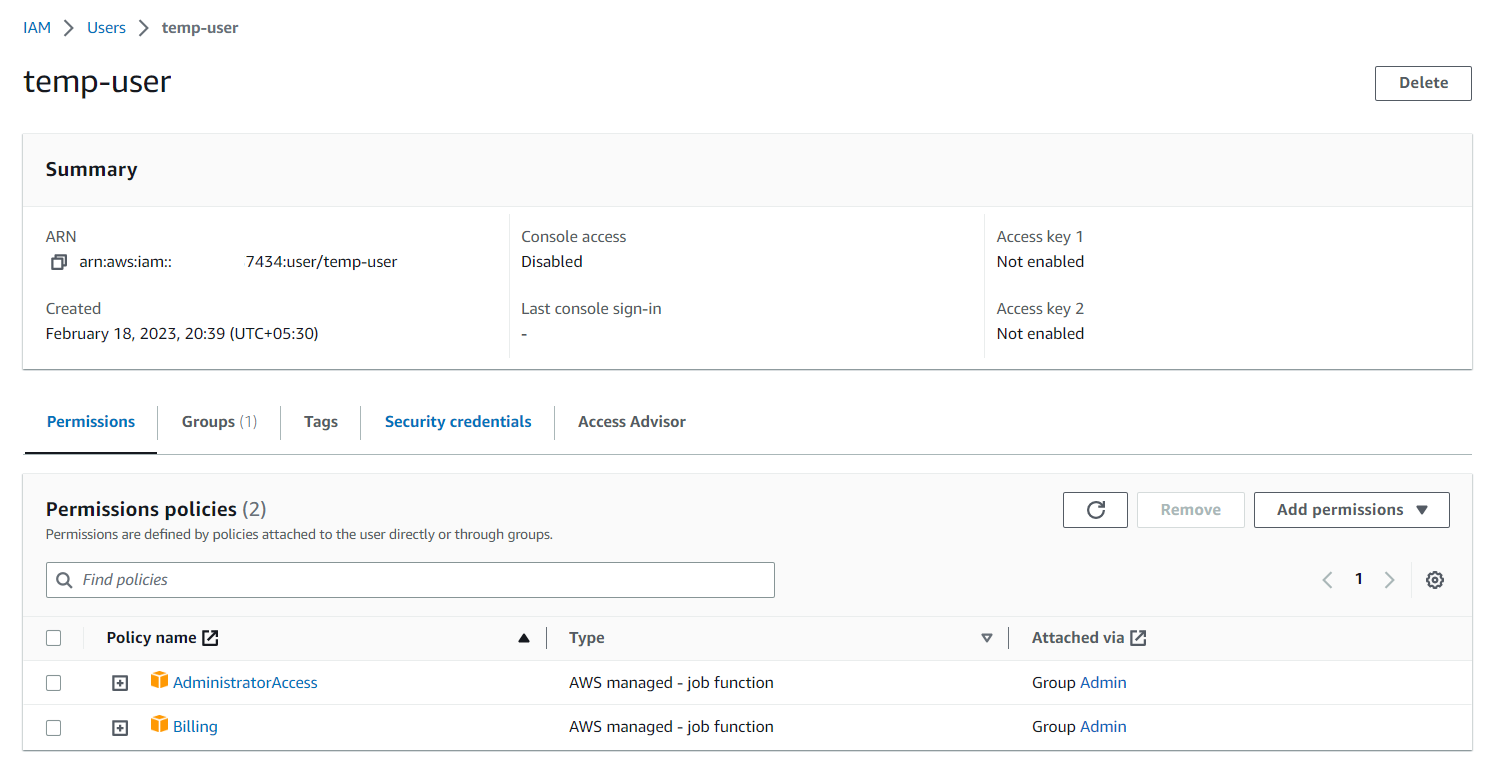 IAM > Users > temp-user
temp-user
Delete
Summary
ARN
arn:aws:iam:: 7434:user/temp-user
Created
February 18, 2023, 20:39 (UTC+05:30)
Console access
Disabled
Last console sign-in
-
Access key 1
Not enabled
Access key 2
Not enabled
Permissions Groups (1) Tags Security credentials Access Advisor
Permissions policies (2)
Permissions are defined by policies attached to the user directly or through groups.
Remove Add permissions
Find policies
1
Policy name Type Attached via
AdministratorAccess AWS managed - job function Group Admin
Billing AWS managed - job function Group Admin